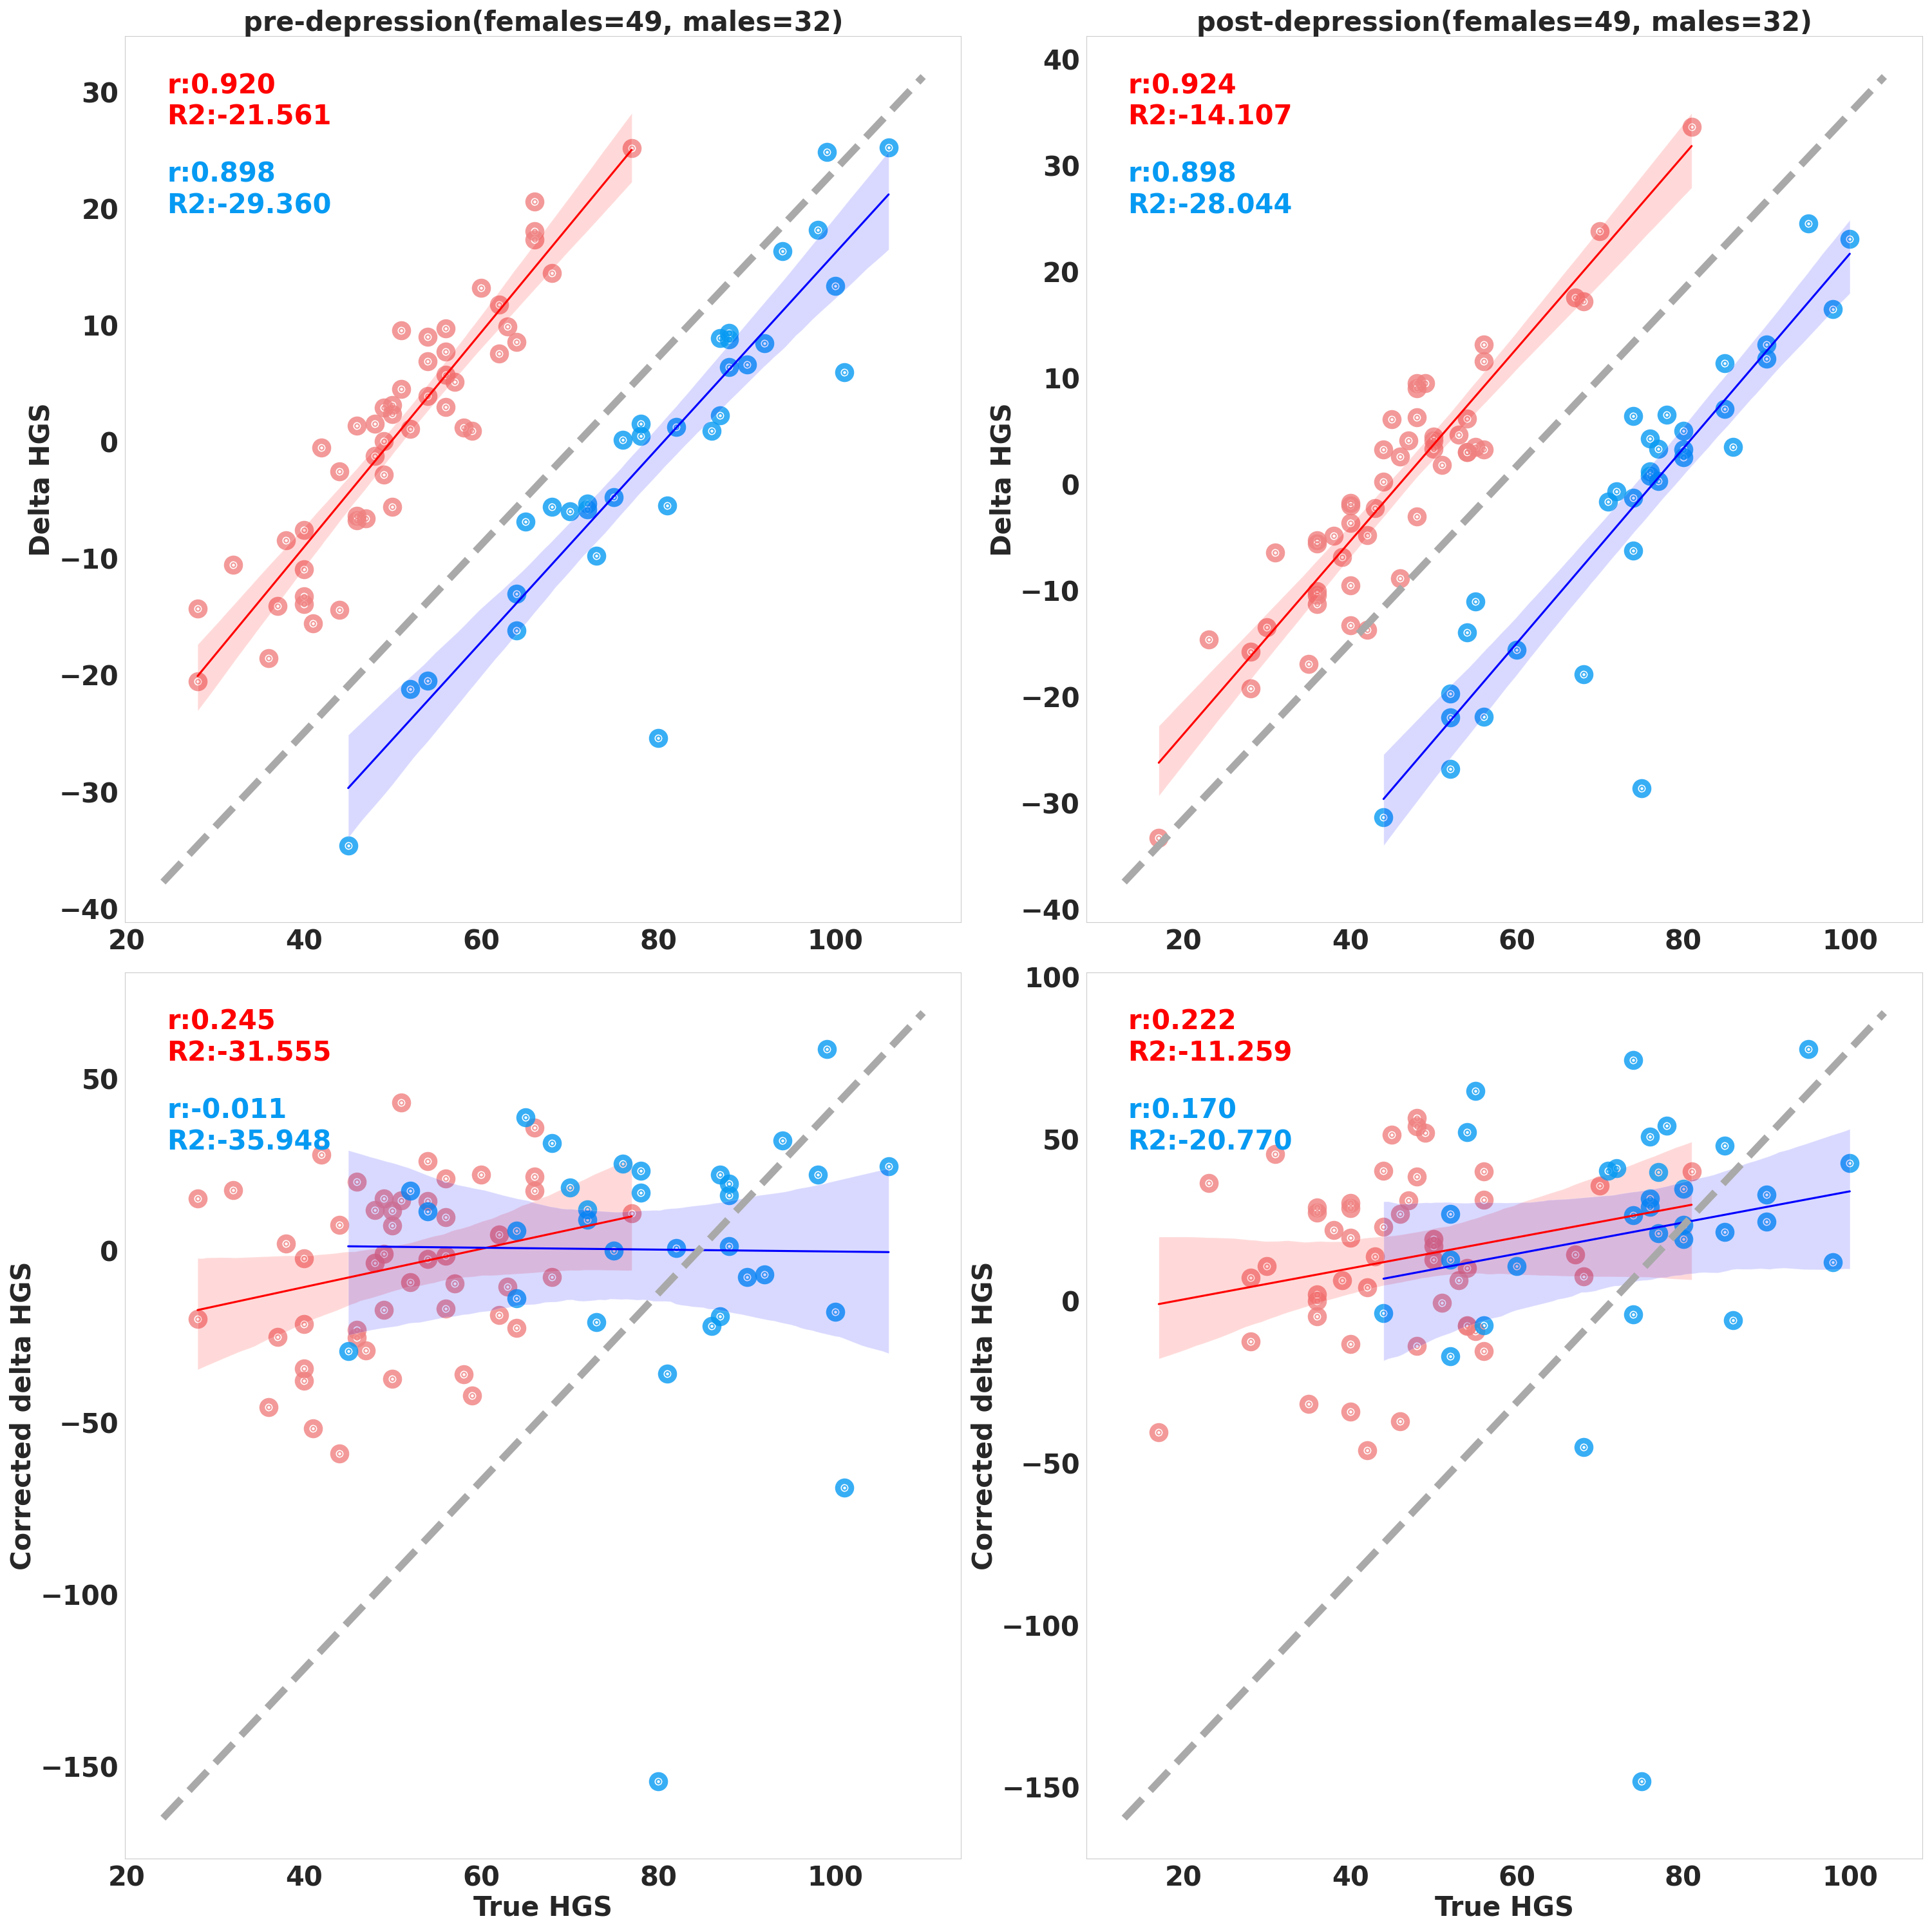 pre-depression(females=49, males=32)
r:0.920
R2:-21.561
r:0.898
R2:-29.360
Delta HGS
30
20
10
0
−10
−20
−30
−40
20 40 60 80 100
post-depression(females=49, males=32)
r:0.924
R2:-14.107
r:0.898
R2:-28.044
Delta HGS
40
30
20
10
0
−10
−20
−30
−40
20 40 60 80 100
r:0.245
R2:-31.555
r:-0.011
R2:-35.948
Corrected delta HGS
50
0
−50
−100
−150
20 40 60 80 100
True HGS
r:0.222
R2:-11.259
r:0.170
R2:-20.770
Corrected delta HGS
100
50
0
−50
−100
−150
20 40 60 80 100
True HGS